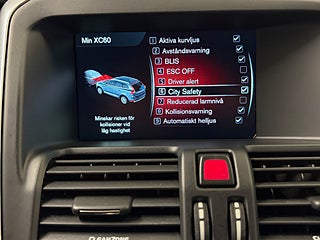 Min XC60
1 Aktiva kurvljus
2 Avståndsvarning
3 BLIS
4 ESC OFF
5 Driver alert
6 City Safety
7 Reducerad larmnivå
8 Kollisionsvarning
9 Automatiskt helljus
Minskar risken för
kollisioner vid
låg hastighet
CLEANZONE